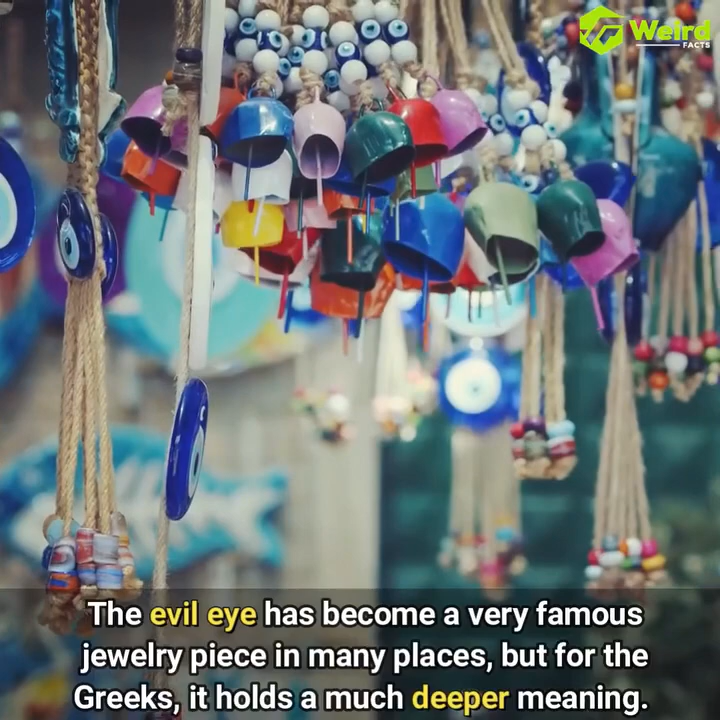 Weird
FACTS
The evil eye has become a very famous
jewelry piece in many places, but for the
Greeks, it holds a much deeper meaning.